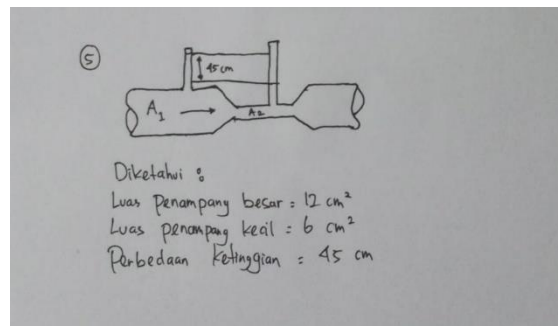 5
45 cm
A1
A2
Diketahui :
Luas Penampang besar = 12 cm²
Luas penampang kecil = 6 cm²
Perbedaan ketinggian = 45 cm